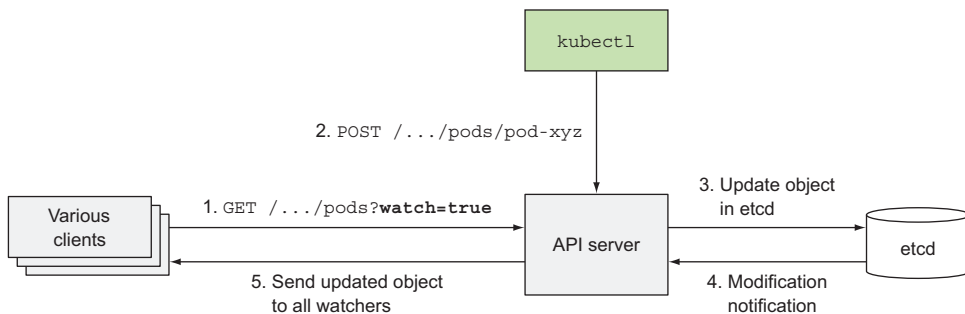 kubectl
2. POST /.../pods/pod-xyz
3. Update object
in etcd
1. GET /.../pods?watch=true
Various
clients
API server
etcd
5. Send updated object
to all watchers
4. Modification
notification